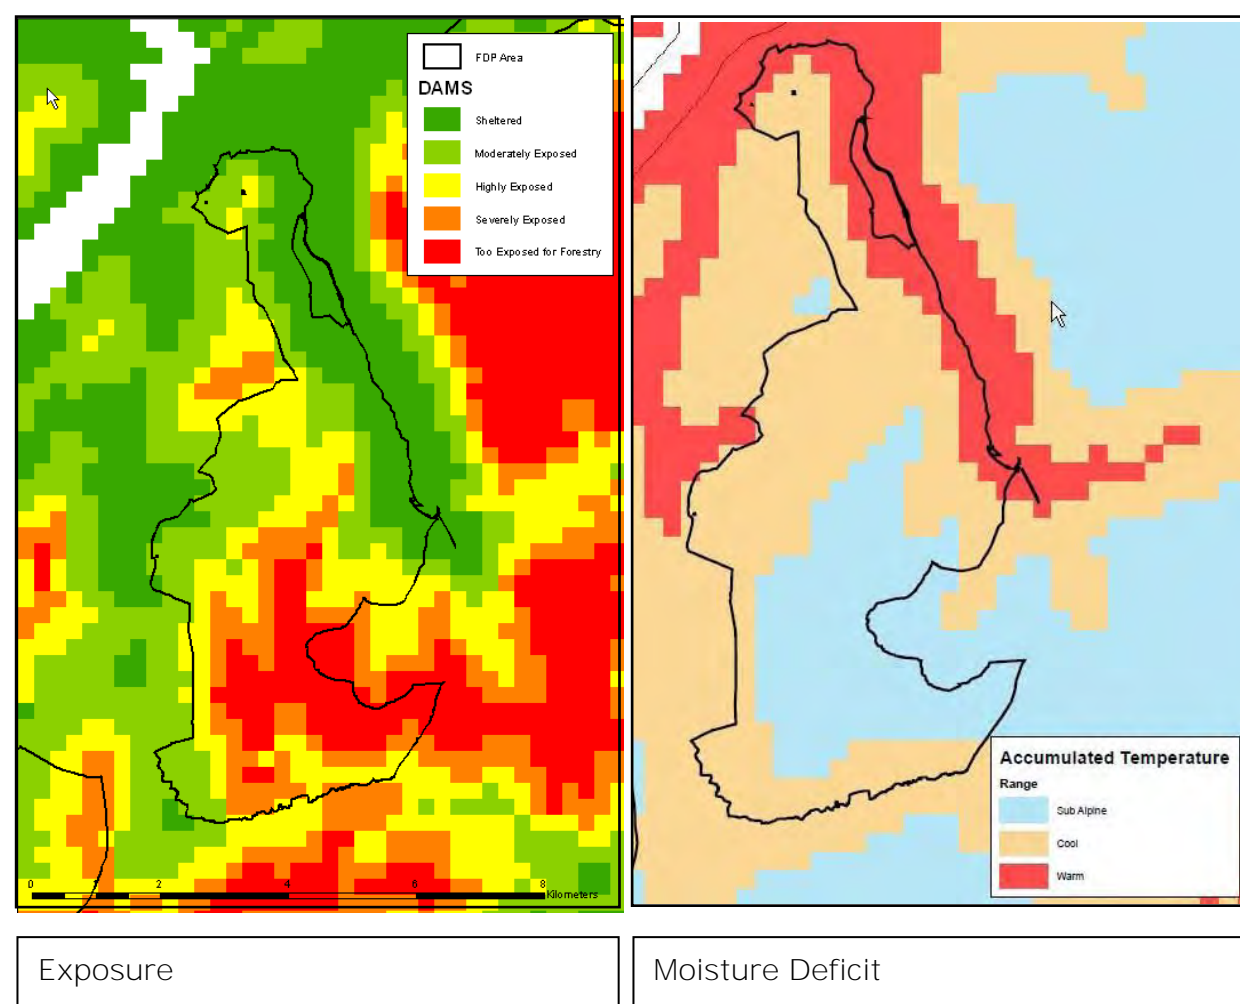 FDP Area
DAMS
Sheltered
Moderately Exposed
Highly Exposed
Severely Exposed
Too Exposed for Forestry
0 2 4 6 8
Kilometers
Accumulated Temperature
Range
Sub Alpine
Cool
Warm
Exposure
Moisture Deficit